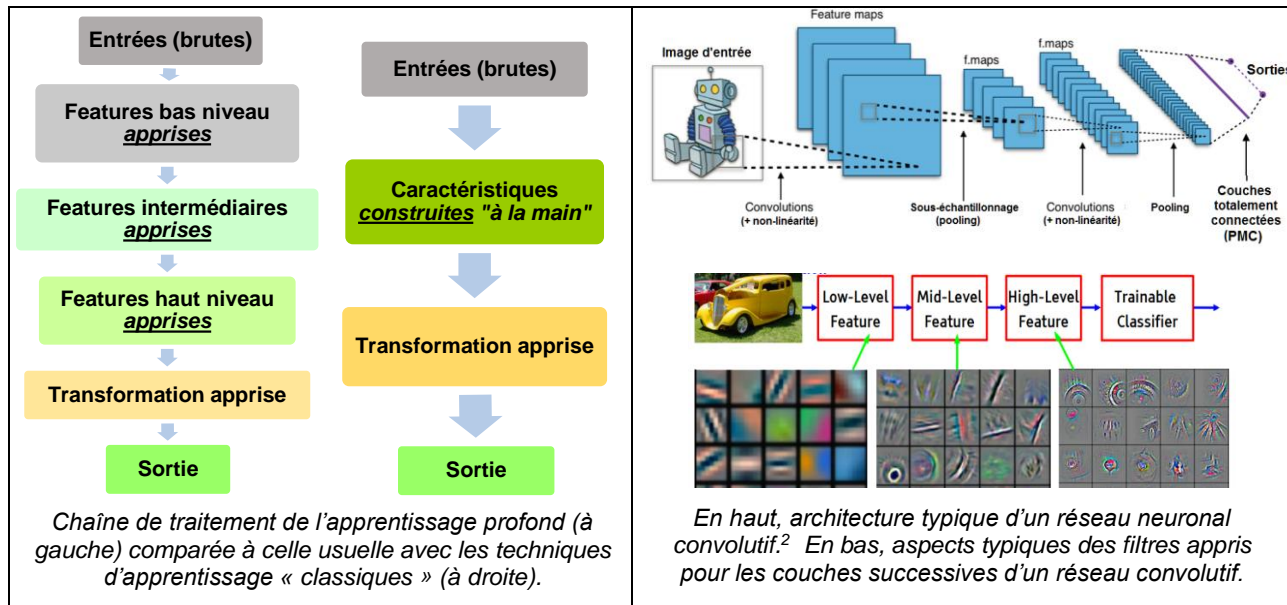 Entrées (brutes)
Features bas niveau
apprises
Features intermédiaires
apprises
Features haut niveau
apprises
Transformation apprise
Sortie
Entrées (brutes)
Caractéristiques
construites "à la main"
Transformation apprise
Sortie
Chaîne de traitement de l'apprentissage profond (à
gauche) comparée à celle usuelle avec les techniques
d'apprentissage « classiques » (à droite).
Feature maps
Image d'entrée
f.maps
f.maps
Sorties
Convolutions
(+ non-linéarité)
Sous-échantillonnage
(pooling)
Convolutions
(+ non-linéarité)
Pooling
Couches
totalement
connectées
(PMC)
Low-Level
Feature
Mid-Level
Feature
High-Level
Feature
Trainable
Classifier
En haut, architecture typique d'un réseau neuronal
convolutif.² En bas, aspects typiques des filtres appris
pour les couches successives d'un réseau convolutif.